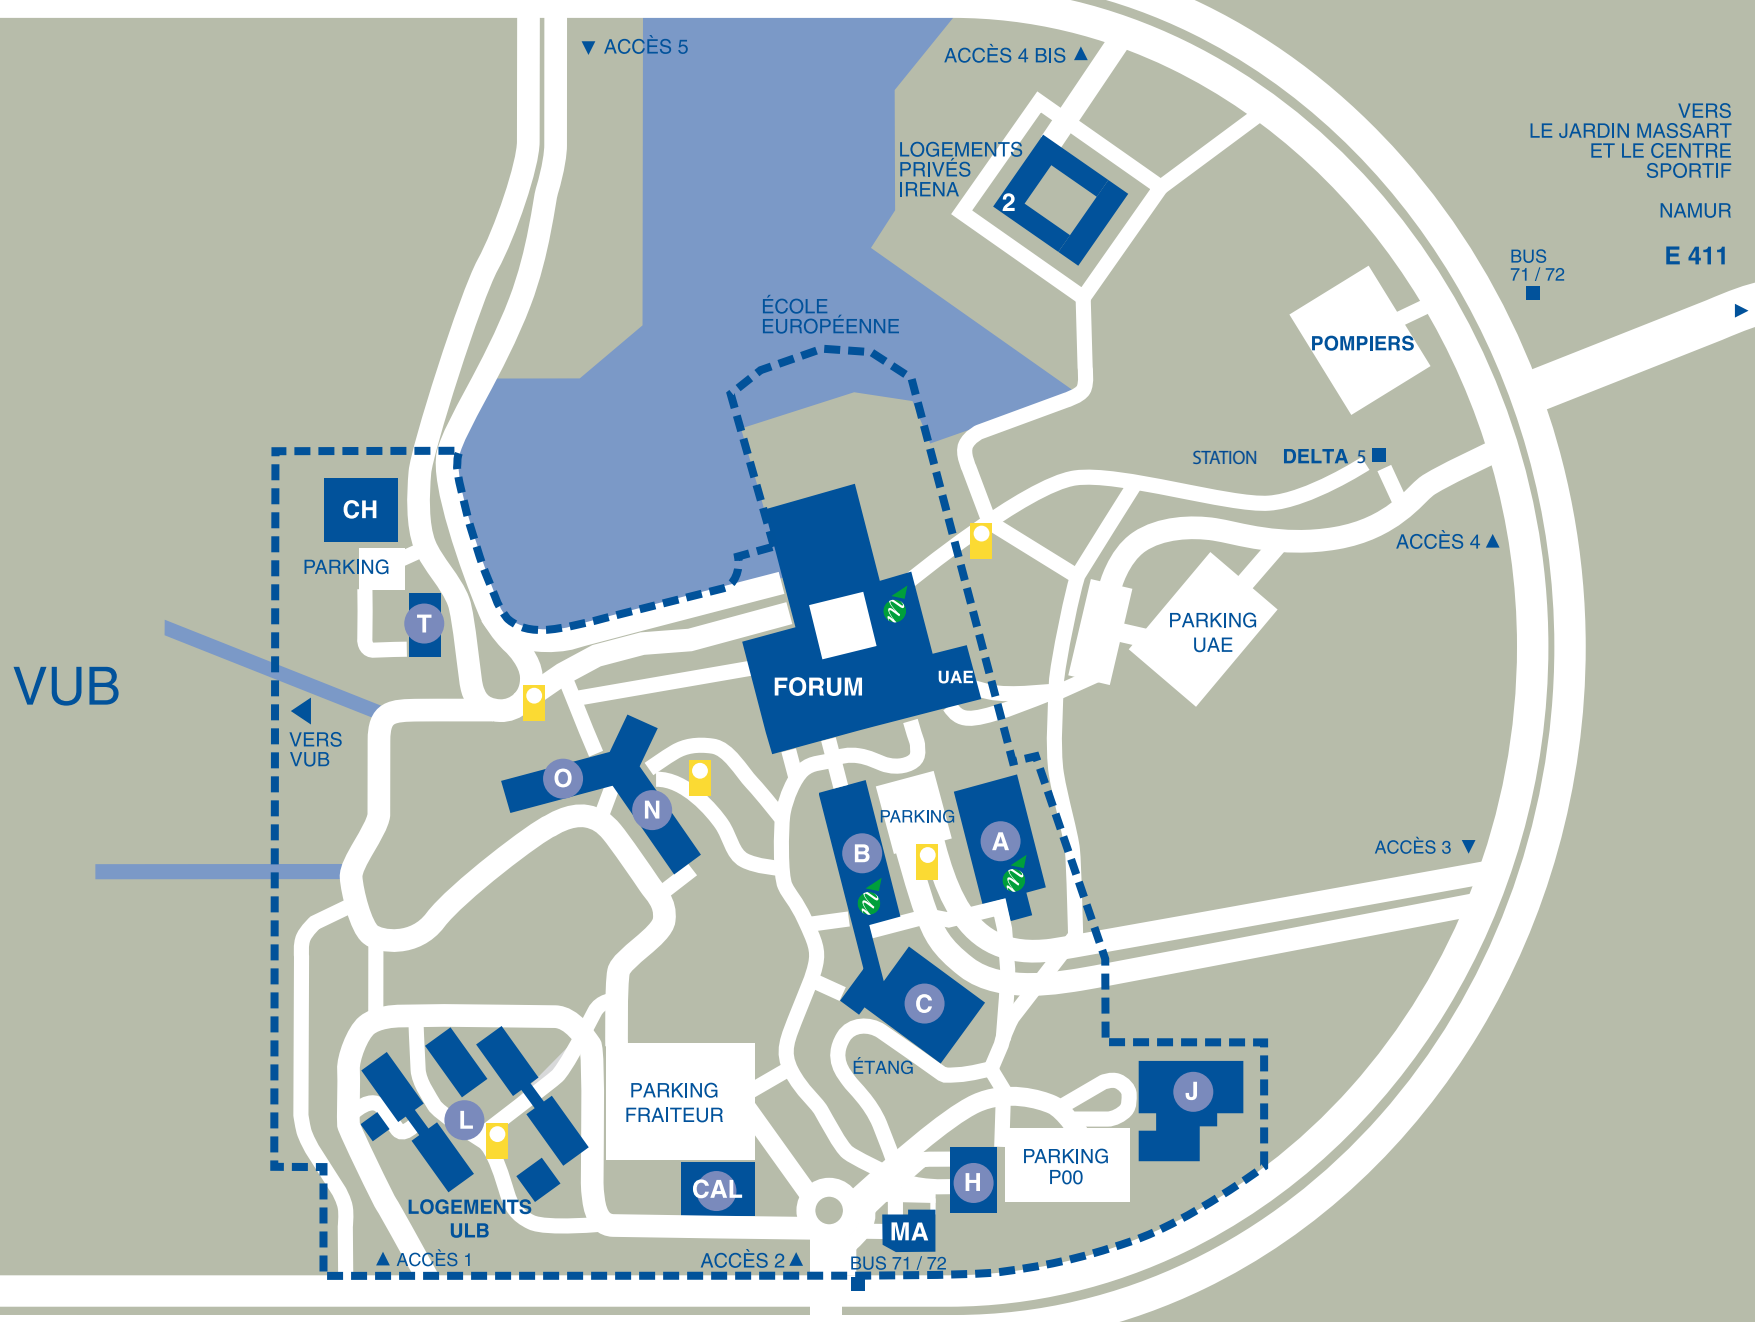 ACCÈS 5
ACCÈS 4 BIS
VERS
LE JARDIN MASSART
ET LE CENTRE
SPORTIF
NAMUR
E 411
BUS
71 / 72
LOGEMENTS
PRIVÉS
IRENA
2
ÉCOLE
EUROPÉENNE
POMPIERS
STATION DELTA 5
ACCÈS 4
CH
PARKING
T
PARKING
UAE
VUB
VERS
VUB
FORUM
UAE
m
O
N
PARKING
B
m
A
m
ACCÈS 3
C
ÉTANG
PARKING
FRAITEUR
J
L
PARKING
P00
H
CAL
MA
LOGEMENTS
ULB
ACCÈS 1
ACCÈS 2
BUS 71 / 72